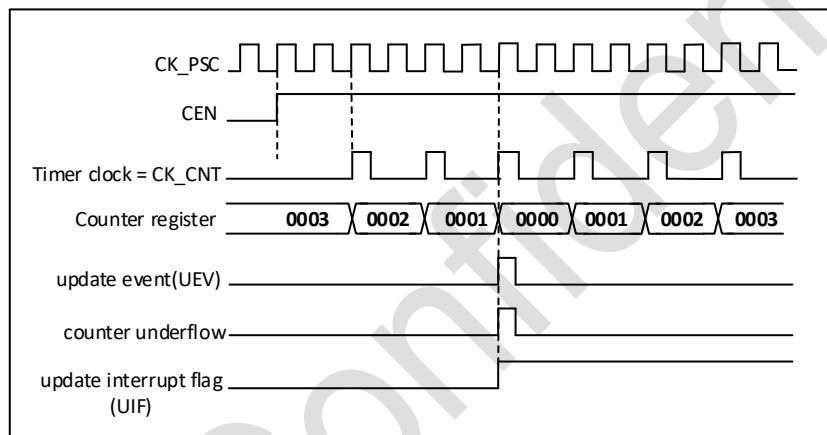 CK_PSC
CEN
Timer clock = CK_CNT
Counter register 0003 0002 0001 0000 0001 0002 0003
update event(UEV)
counter underflow
update interrupt flag
(UIF)
Confident